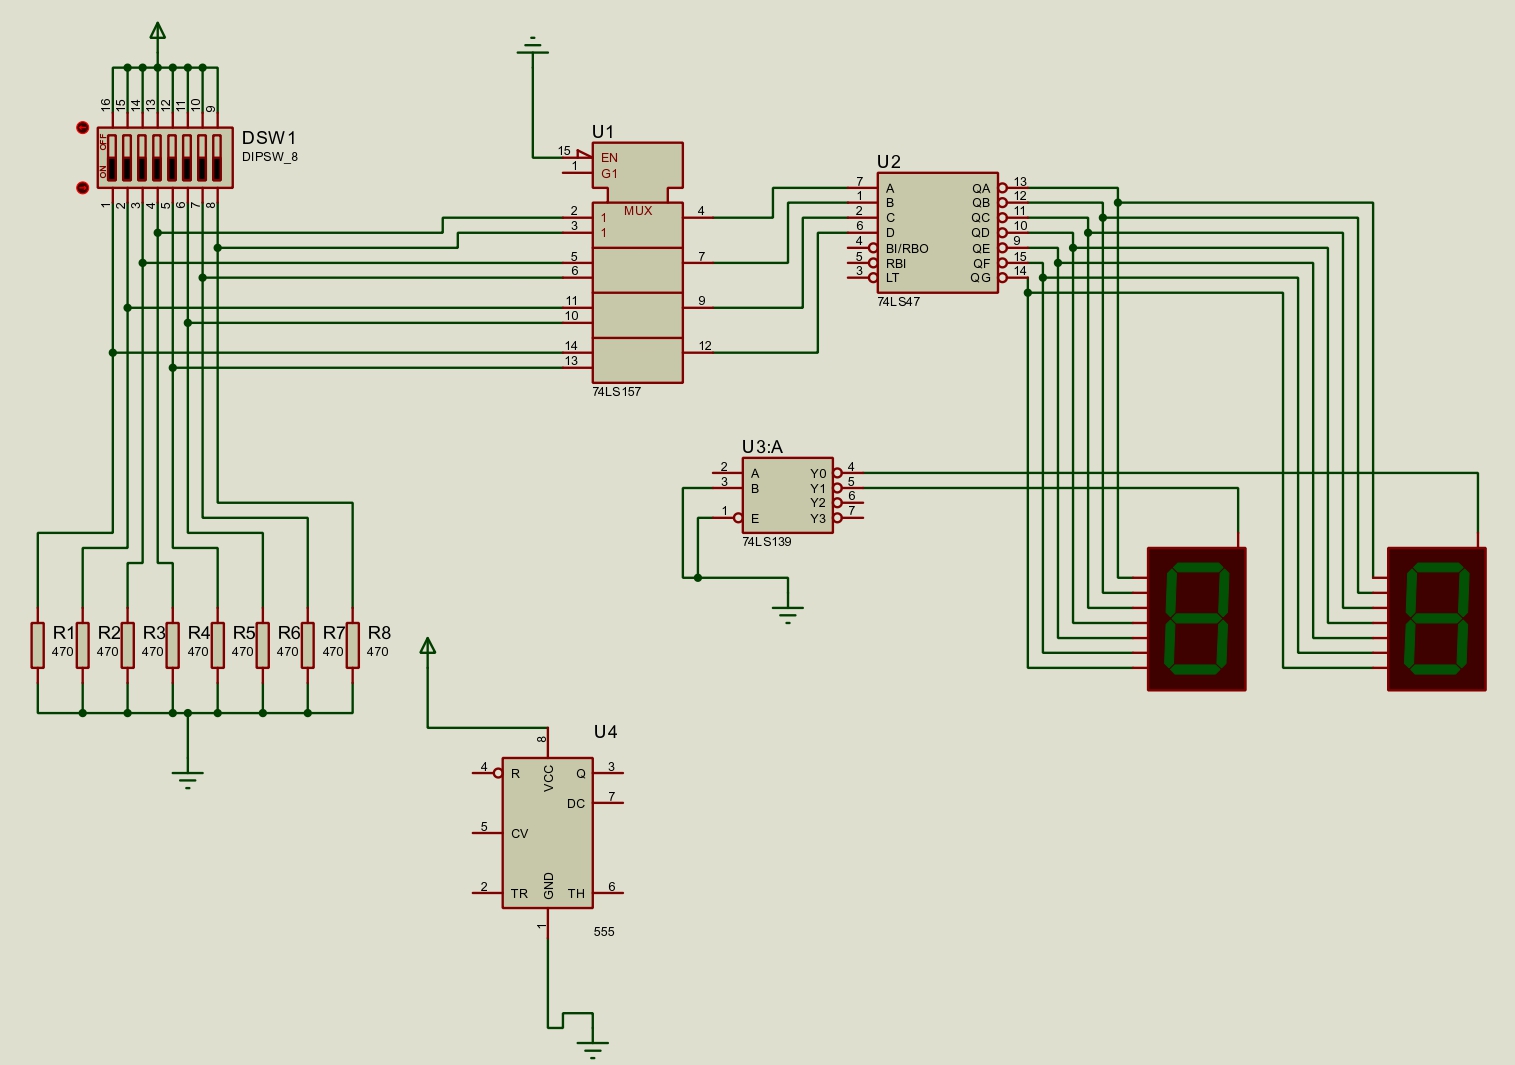 16 15 14 13 12 11 10 9
OFF
ON
DSW1
DIPSW_8
1 2 3 4 5 6 7 8
U1
15 EN
1 G1
MUX
2 1 4
3 1
5 7
6
11 9
10
14 12
13
74LS157
U2
7 A QA 13
1 B QB 12
2 C QC 11
6 D QD 10
4 BI/RBO QE 9
5 RBI QF 15
3 LT QG 14
74LS47
U3:A
2 A Y0 4
3 B Y1 5
Y2 6
1 E Y3 7
74LS139
R1 R2 R3 R4 R5 R6 R7 R8
470 470 470 470 470 470 470 470
U4
8
4 R VCC Q 3
DC 7
5 CV
2 TR GND TH 6
1
555